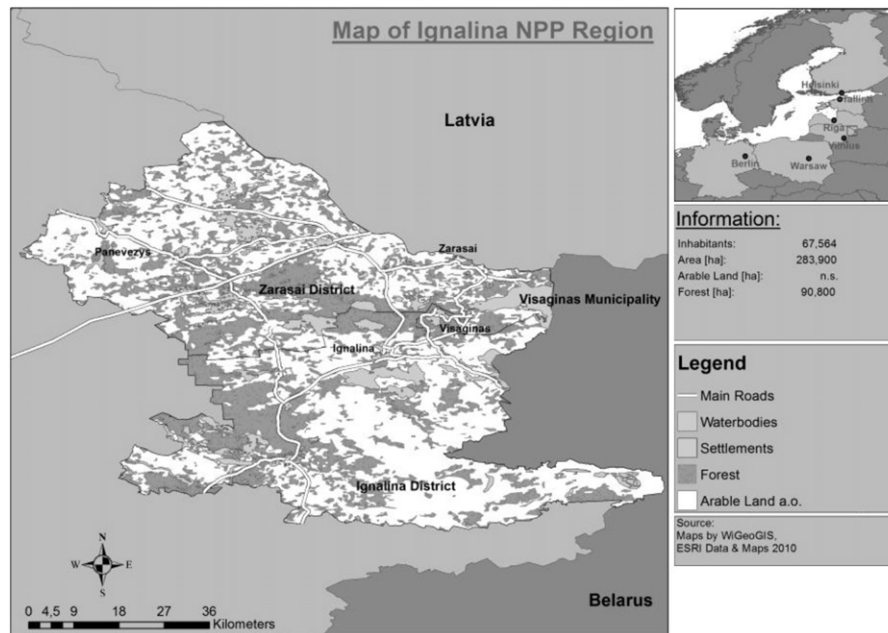 Map of Ignalina NPP Region
Latvia
Panevezys
Zarasai
Zarasai District
Visaginas Municipality
Visaginas
Ignalina
Ignalina District
Belarus
N
W E
S
0 4,5 9 18 27 36
Kilometers
Helsinki
Tallinn
Riga
Vilnius
Berlin
Warsaw
Information:
Inhabitants: 67,564
Area [ha]: 283,900
Arable Land [ha]: n.s.
Forest [ha]: 90,800
Legend
Main Roads
Waterbodies
Settlements
Forest
Arable Land a.o.
Source:
Maps by WiGeoGIS,
ESRI Data & Maps 2010